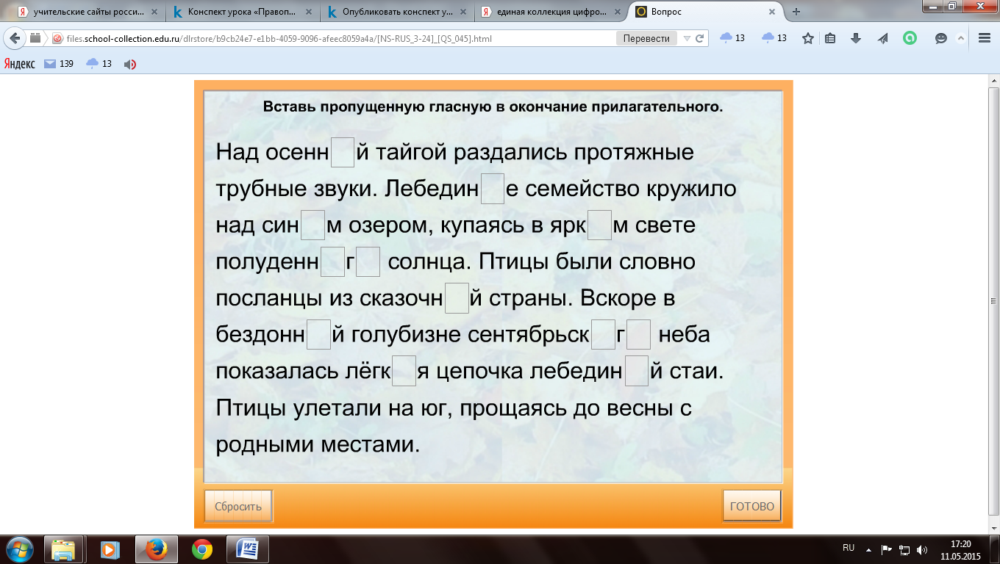 учительские сайты росси...
Конспект урока «Правоп...
Опубликовать конспект у...
единая коллекция цифро...
Вопрос
files.school-collection.edu.ru/dlrstore/b9cb24e7-e1bb-4059-9096-afeec8059a4a/[NS-RUS_3-24]_[QS_045].html
Перевести
13
13
Яндекс
139
13
Вставь пропущенную гласную в окончание прилагательного.
Над осенн й тайгой раздались протяжные
трубные звуки. Лебедин е семейство кружило
над син м озером, купаясь в ярк м свете
полуденн г солнца. Птицы были словно
посланцы из сказочн й страны. Вскоре в
бездонн й голубизне сентябрьск г неба
показалась лёгк я цепочка лебедин й стаи.
Птицы улетали на юг, прощаясь до весны с
родными местами.
Сбросить
ГОТОВО
RU
17:20
11.05.2015